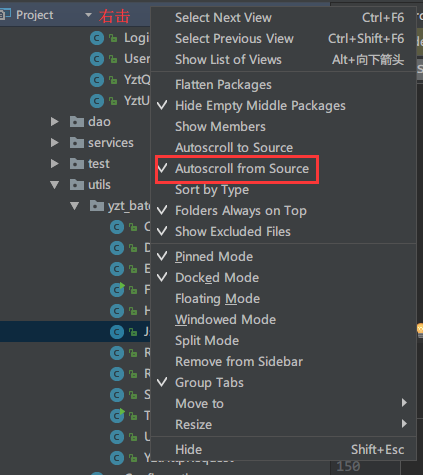 Project 右击
Logi
User
YztQ
YztU
dao
services
test
utils
yzt_bat
C
D
E
F
H
J
R
R
S
T
U
Select Next View Ctrl+F6
Select Previous View Ctrl+Shift+F6
Show List of Views Alt+向下箭头
Flatten Packages
Hide Empty Middle Packages
Show Members
Autoscroll to Source
Autoscroll from Source
Sort by Type
Folders Always on Top
Show Excluded Files
Pinned Mode
Docked Mode
Floating Mode
Windowed Mode
Split Mode
Remove from Sidebar
Group Tabs
Move to
Resize
Hide Shift+Esc
150